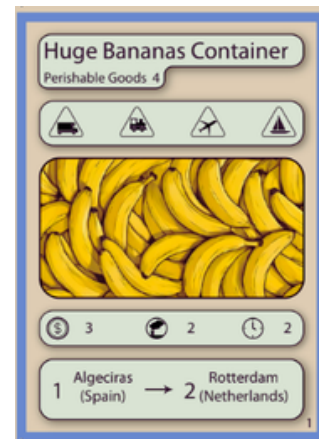 Huge Bananas Container
Perishable Goods 4
$ 3 2 2
Algeciras Rotterdam
1 (Spain) → 2 (Netherlands)
1